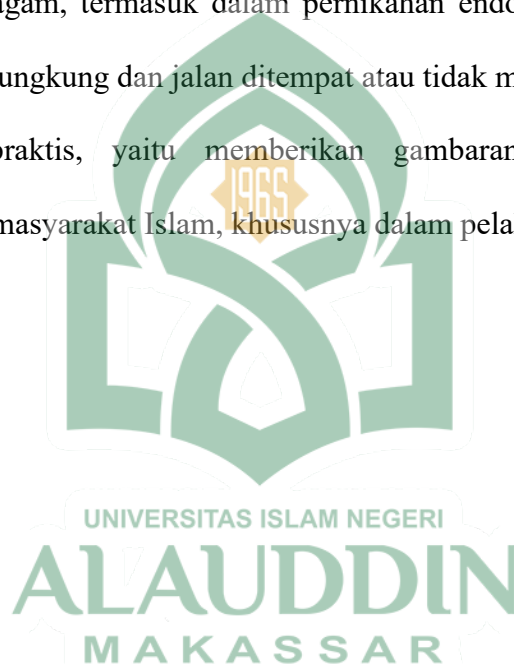 agam, termasuk dalam pernikahan endo
ungkung dan jalan ditempat atau tidak m
praktis, yaitu memberikan gambaran
1965
masyarakat Islam, khususnya dalam pela
UNIVERSITAS ISLAM NEGERI
ALAUDDIN
MAKASSAR